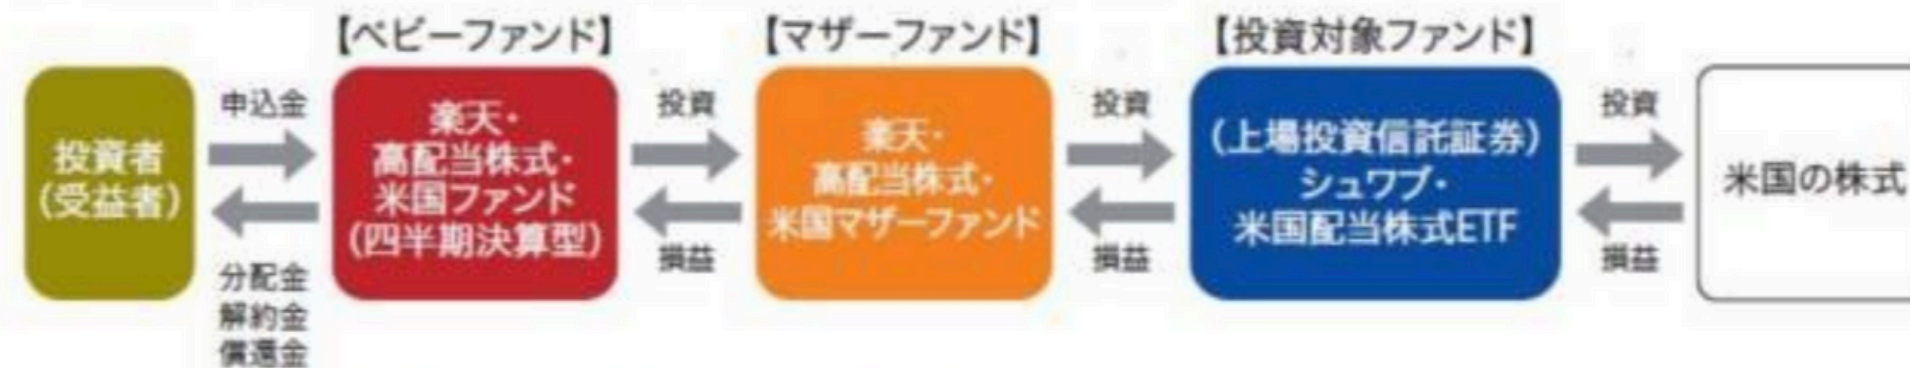 【ベビーファンド】
【マザーファンド】
【投資対象ファンド】
投資者
(受益者)
申込金
分配金
解約金
償還金
楽天・
高配当株式・
米国ファンド
(四半期決算型)
投資
損益
楽天・
高配当株式・
米国マザーファンド
投資
損益
(上場投資信託証券)
シュワブ・
米国配当株式ETF
投資
損益
米国の株式